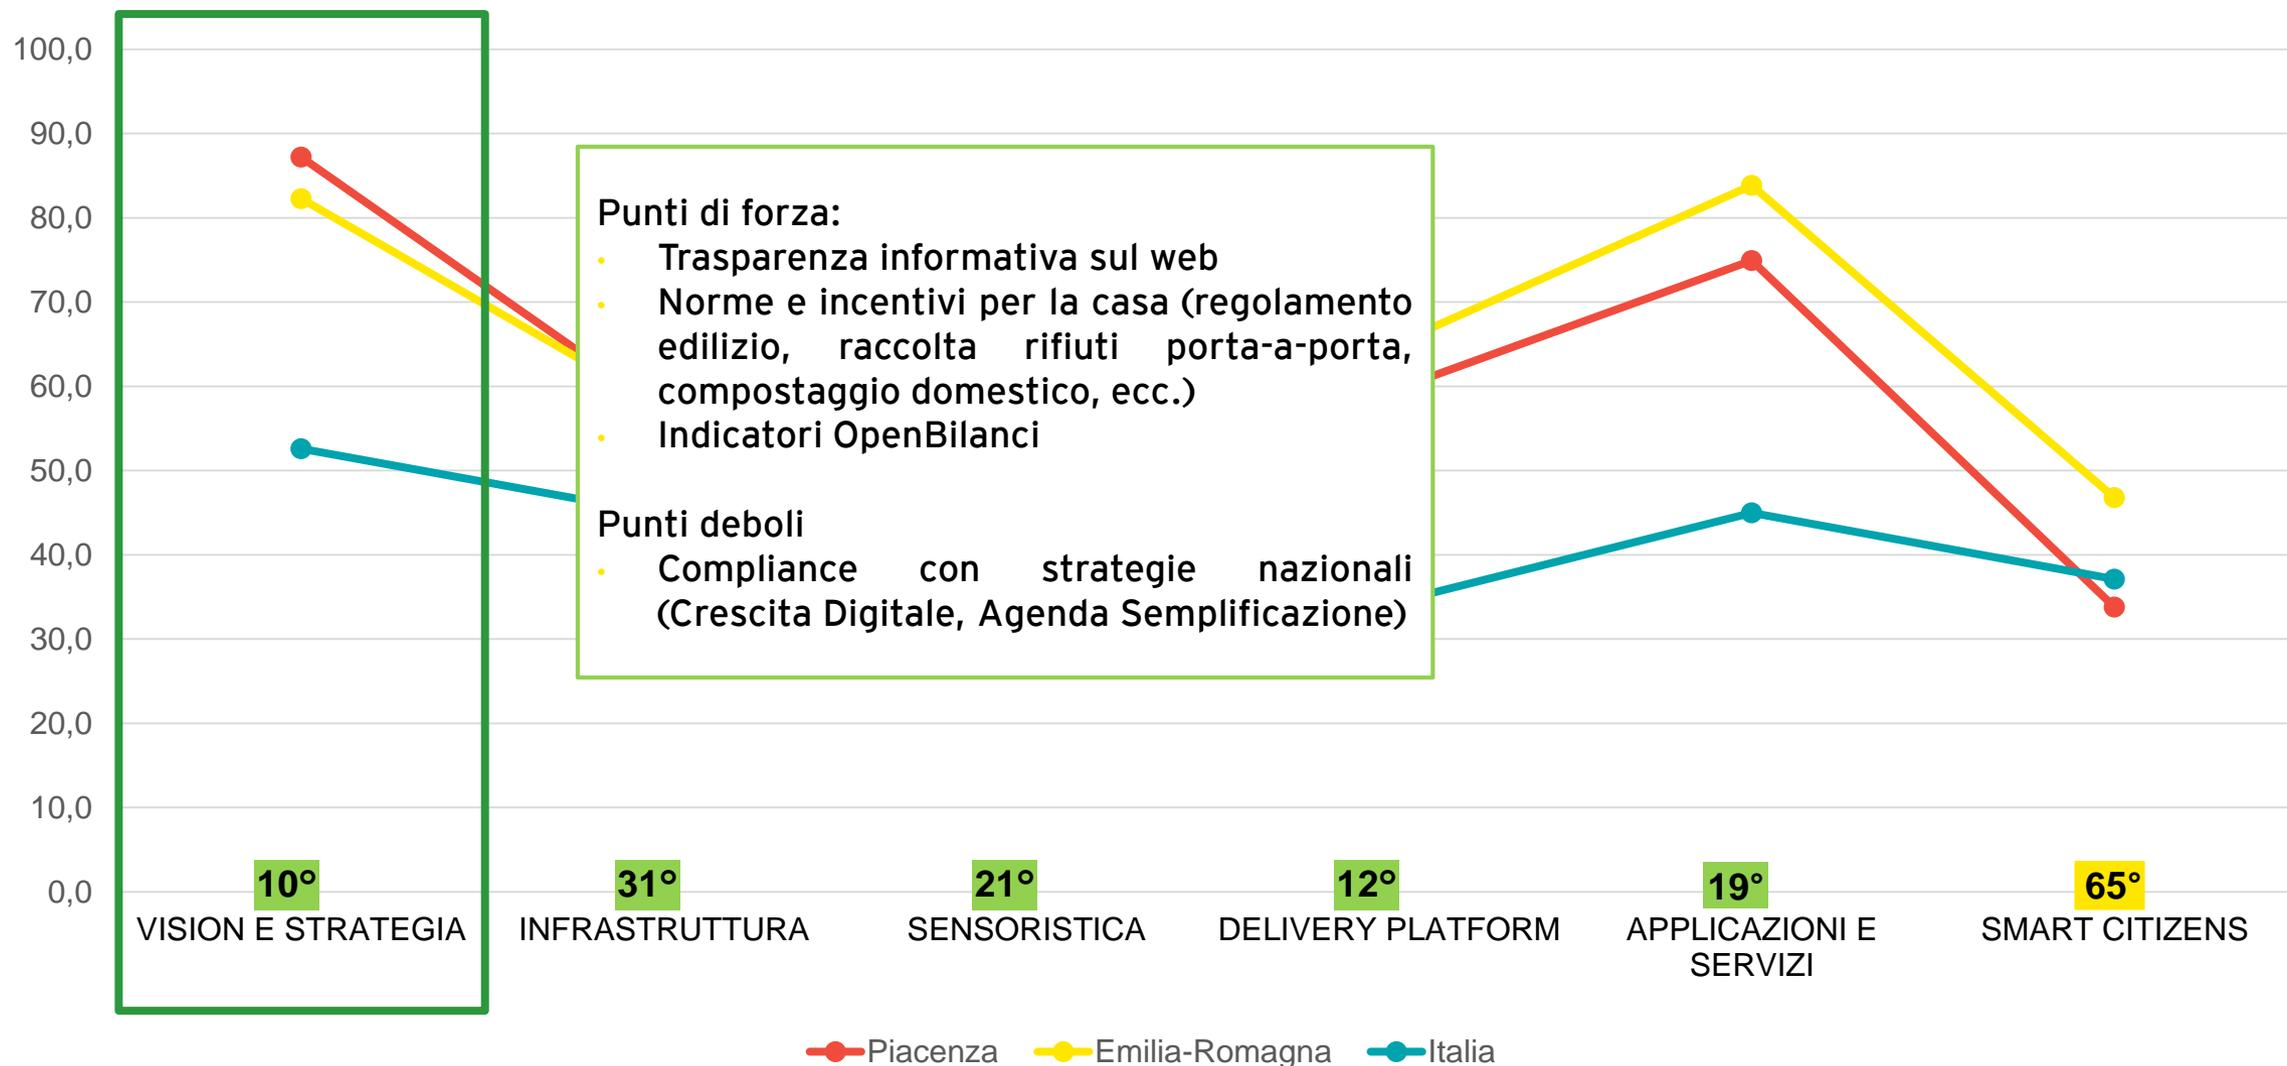 100,0
90,0
80,0
70,0
60,0
50,0
40,0
30,0
20,0
10,0
0,0
Punti di forza:
• Trasparenza informativa sul web
• Norme e incentivi per la casa (regolamento
edilizio, raccolta rifiuti porta-a-porta,
compostaggio domestico, ecc.)
• Indicatori OpenBilanci
Punti deboli
• Compliance con strategie nazionali
(Crescita Digitale, Agenda Semplificazione)
10° 31° 21° 12° 19° 65°
VISION E STRATEGIA INFRASTRUTTURA SENSORISTICA DELIVERY PLATFORM APPLICAZIONI E SMART CITIZENS
SERVIZI
Piacenza Emilia-Romagna Italia